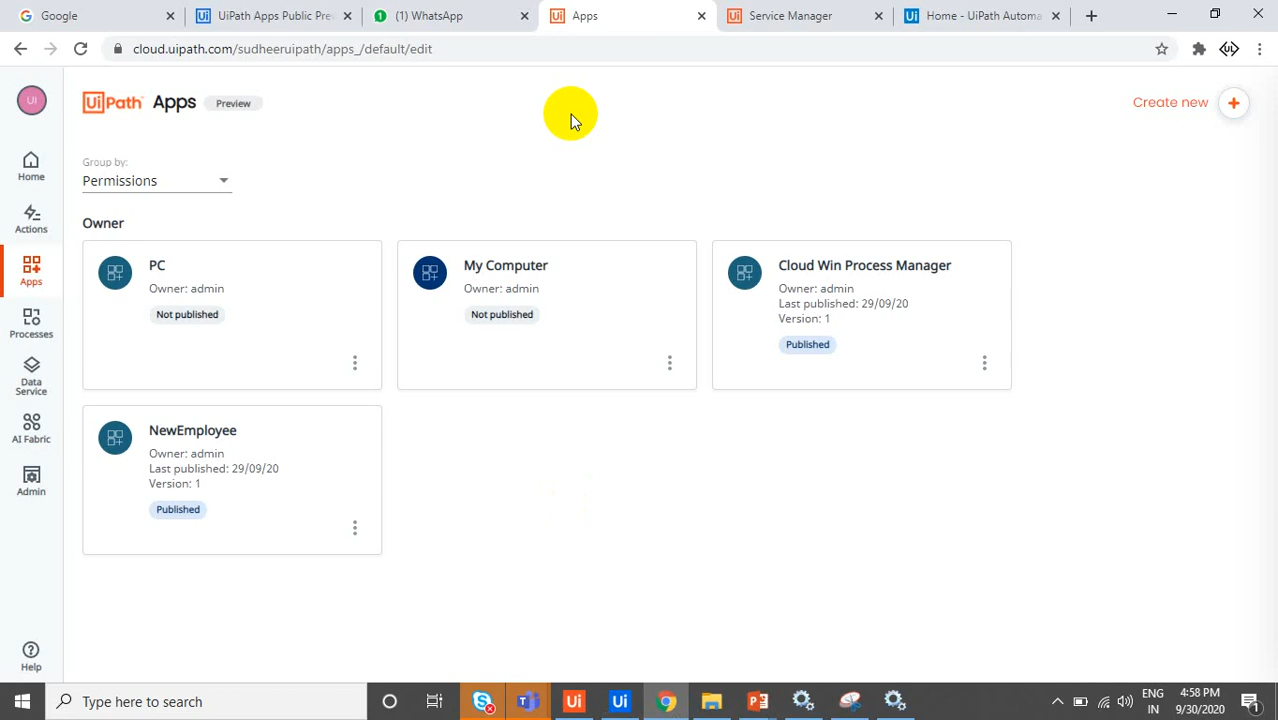 Google
UiPath Apps Public Pre
(1) WhatsApp
Apps
Service Manager
Home - UiPath Automa
cloud.uipath.com/sudheeruipath/apps_/default/edit
UI
UiPath Apps Preview
Create new
Home
Actions
Apps
Processes
Data
Service
AI Fabric
Admin
Help
Group by:
Permissions
Owner
PC
Owner: admin
Not published
My Computer
Owner: admin
Not published
Cloud Win Process Manager
Owner: admin
Last published: 29/09/20
Version: 1
Published
NewEmployee
Owner: admin
Last published: 29/09/20
Version: 1
Published
Type here to search
ENG
IN
4:58 PM
9/30/2020